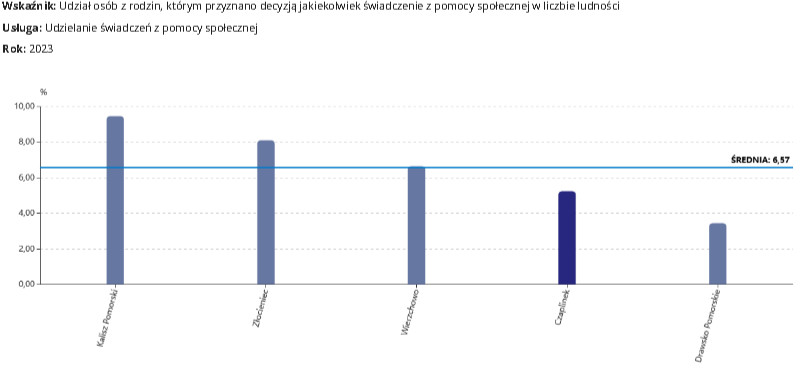 Wskaźnik: Udział osób z rodzin, którym przyznano decyzją jakiekolwiek świadczenie z pomocy społecznej w liczbie ludności
Usługa: Udzielanie świadczeń z pomocy społecznej
Rok: 2023
%
10,00
8,00
ŚREDNIA: 6,57
6,00
4,00
2,00
0,00
Kalisz Pomorski
Złocieniec
Wierzchowo
Czaplinek
Drawsko Pomorskie